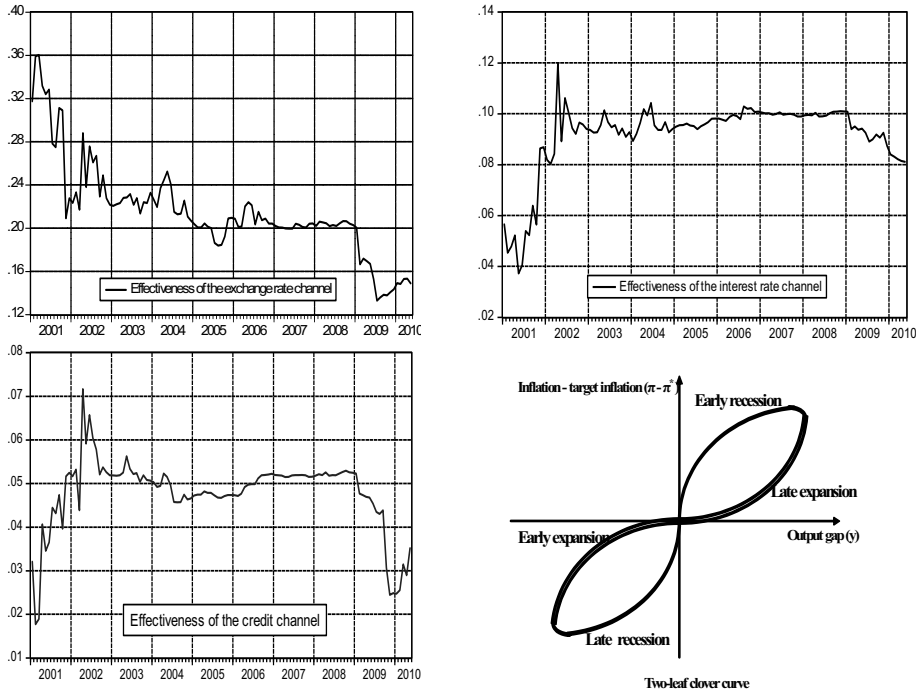 .40
.36
.32
.28
.24
.20
.16
.12
Effectiveness of the exchange rate channel
2001 2002 2003 2004 2005 2006 2007 2008 2009 2010
.14
.12
.10
.08
.06
.04
.02
Effectiveness of the interest rate channel
2001 2002 2003 2004 2005 2006 2007 2008 2009 2010
.08
.07
.06
.05
.04
.03
.02
.01
Effectiveness of the credit channel
2001 2002 2003 2004 2005 2006 2007 2008 2009 2010
Inflation - target inflation (π - π*)
Early recession
Late expansion
Early expansion
Output gap (y)
Late recession
Two-leaf clover curve